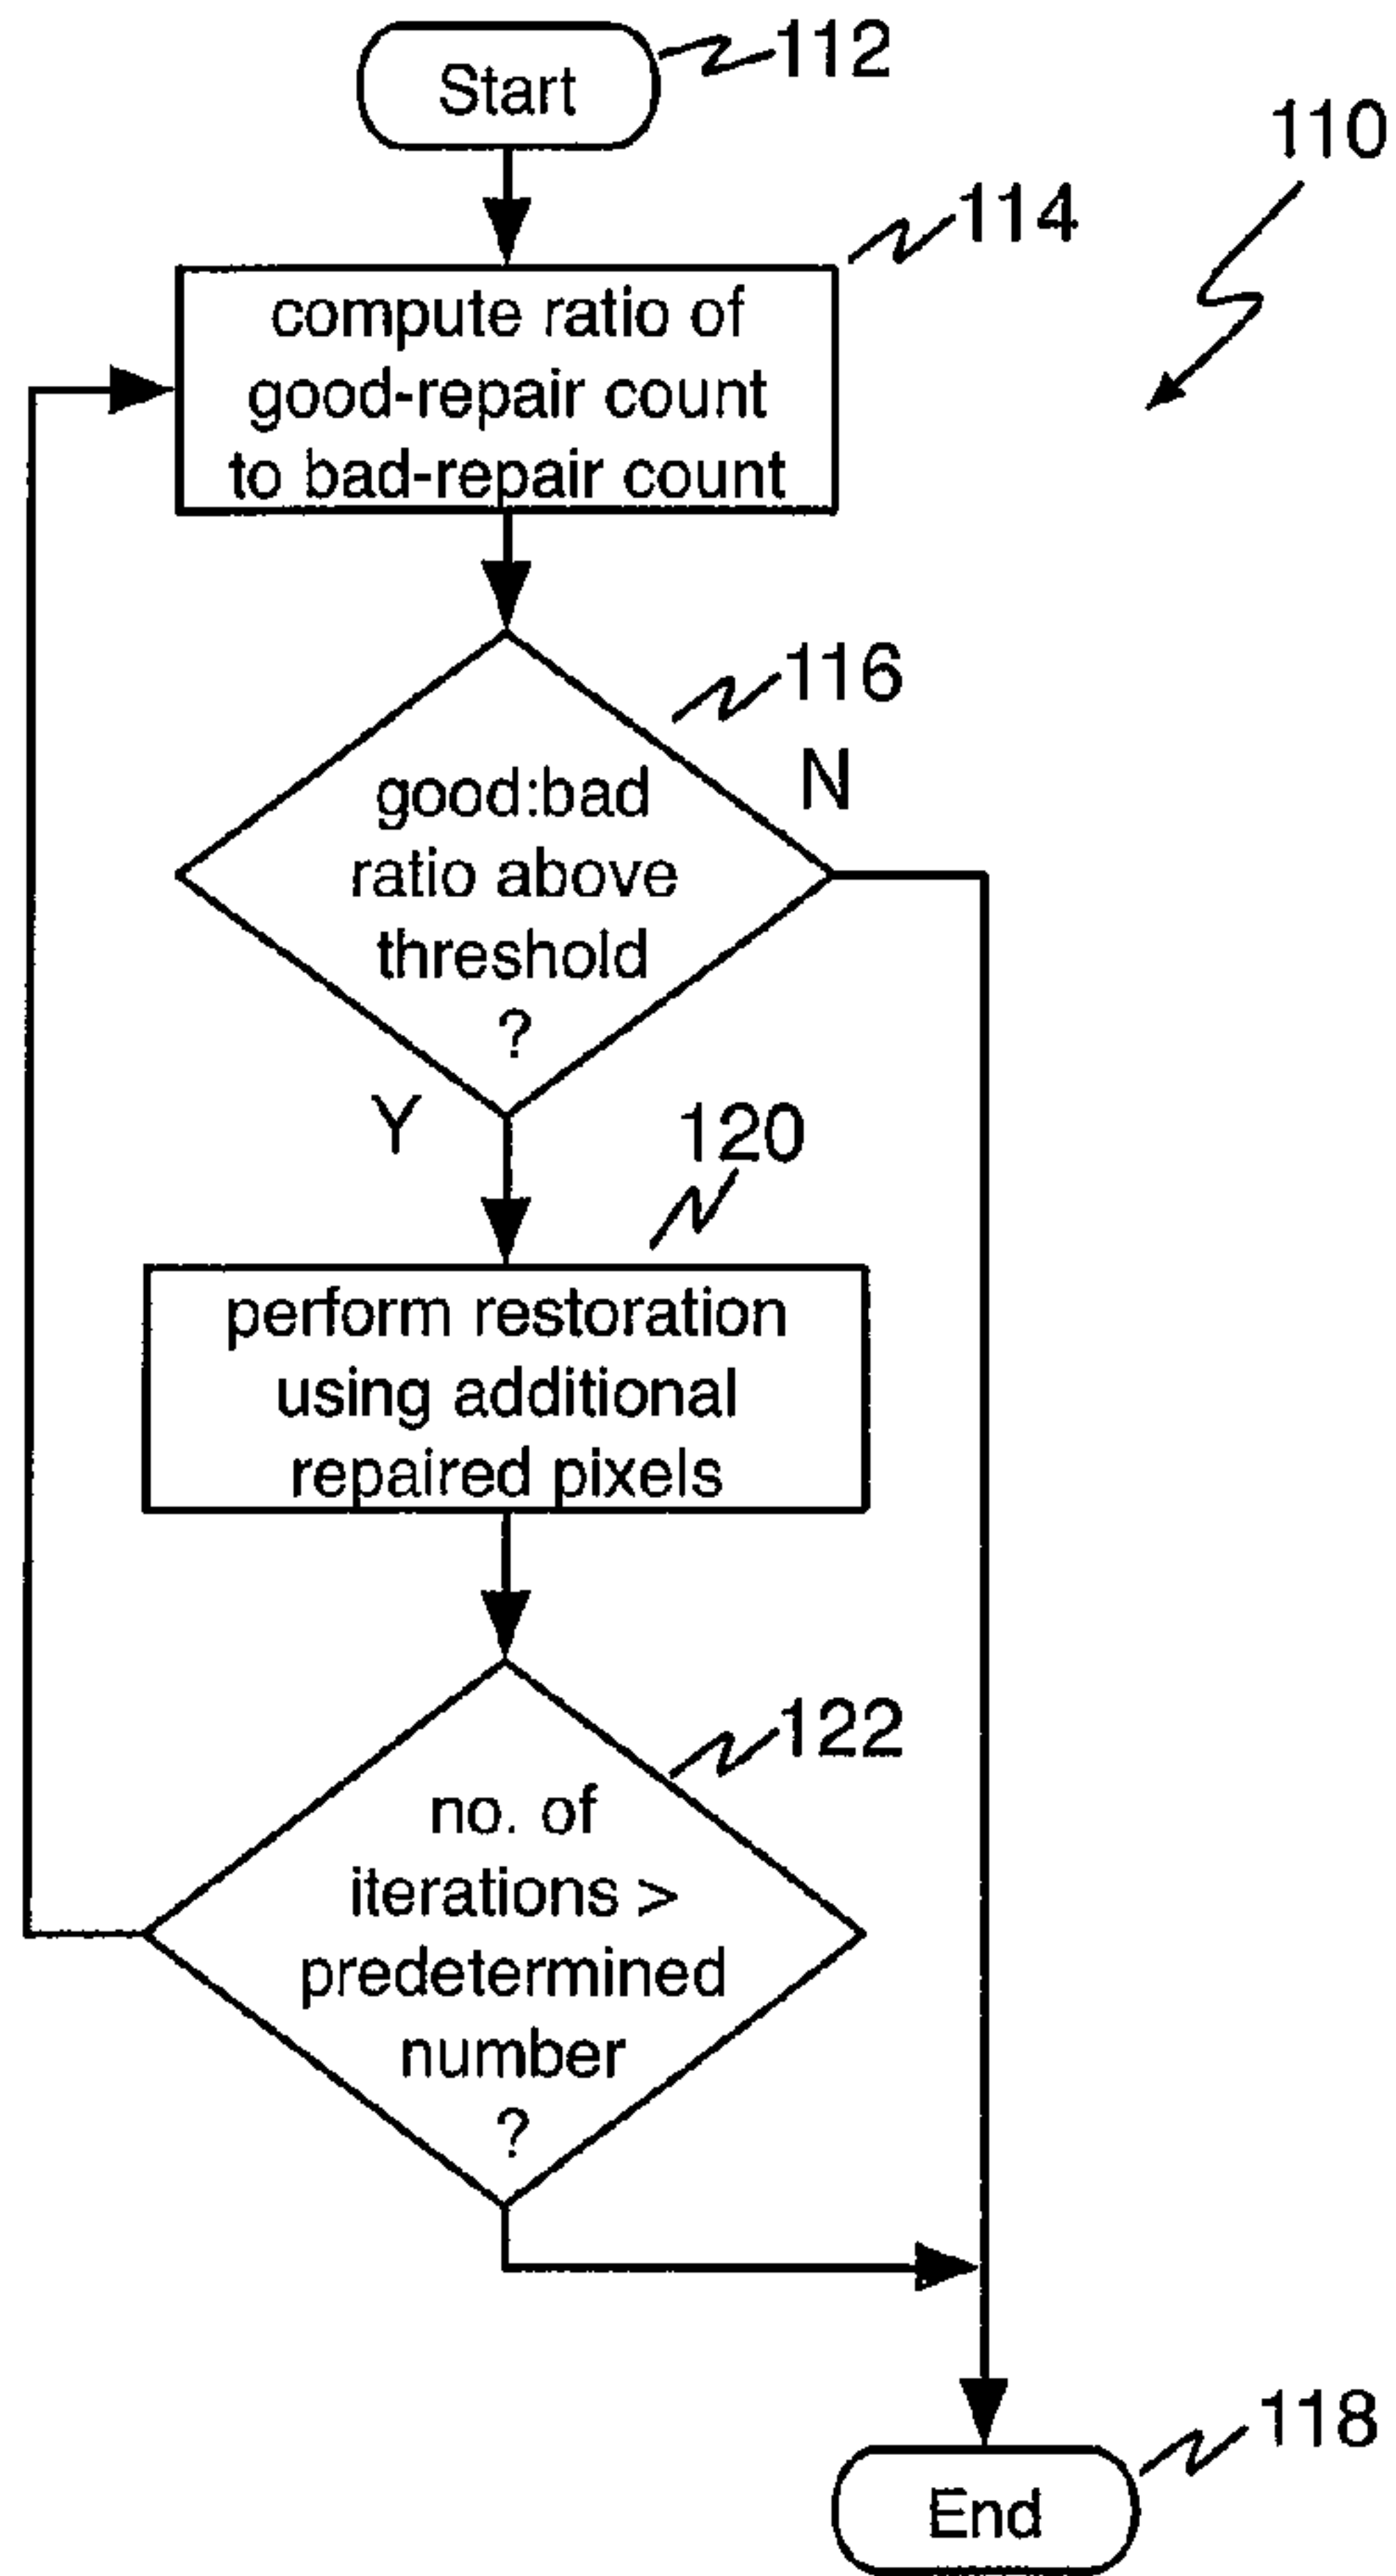 Start
112
110
114
compute ratio of
good-repair count
to bad-repair count
116
N
good:bad
ratio above
threshold
?
Y
120
perform restoration
using additional
repaired pixels
122
no. of
iterations >
predetermined
number
?
118
End